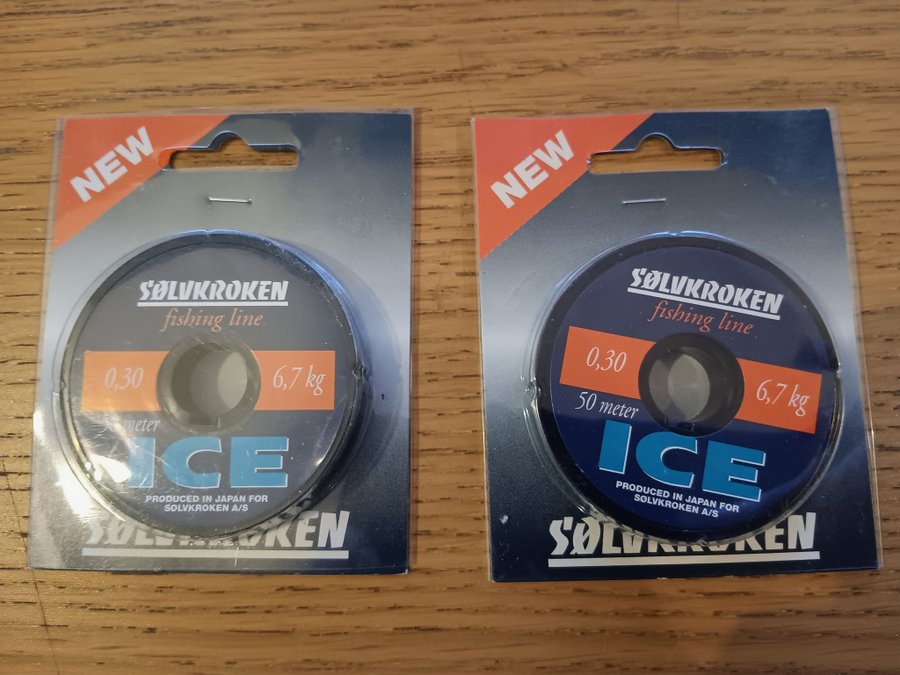 NEW
SØLVKROKEN
fishing line
0,30 6,7 kg
meter
ICE
PRODUCED IN JAPAN FOR
SØLVKROKEN A/S
SØLVKROKEN
NEW
SØLVKROKEN
fishing line
0,30 6,7 kg
50 meter
ICE
PRODUCED IN JAPAN FOR
SØLVKROKEN A/S
SØLVKROKEN